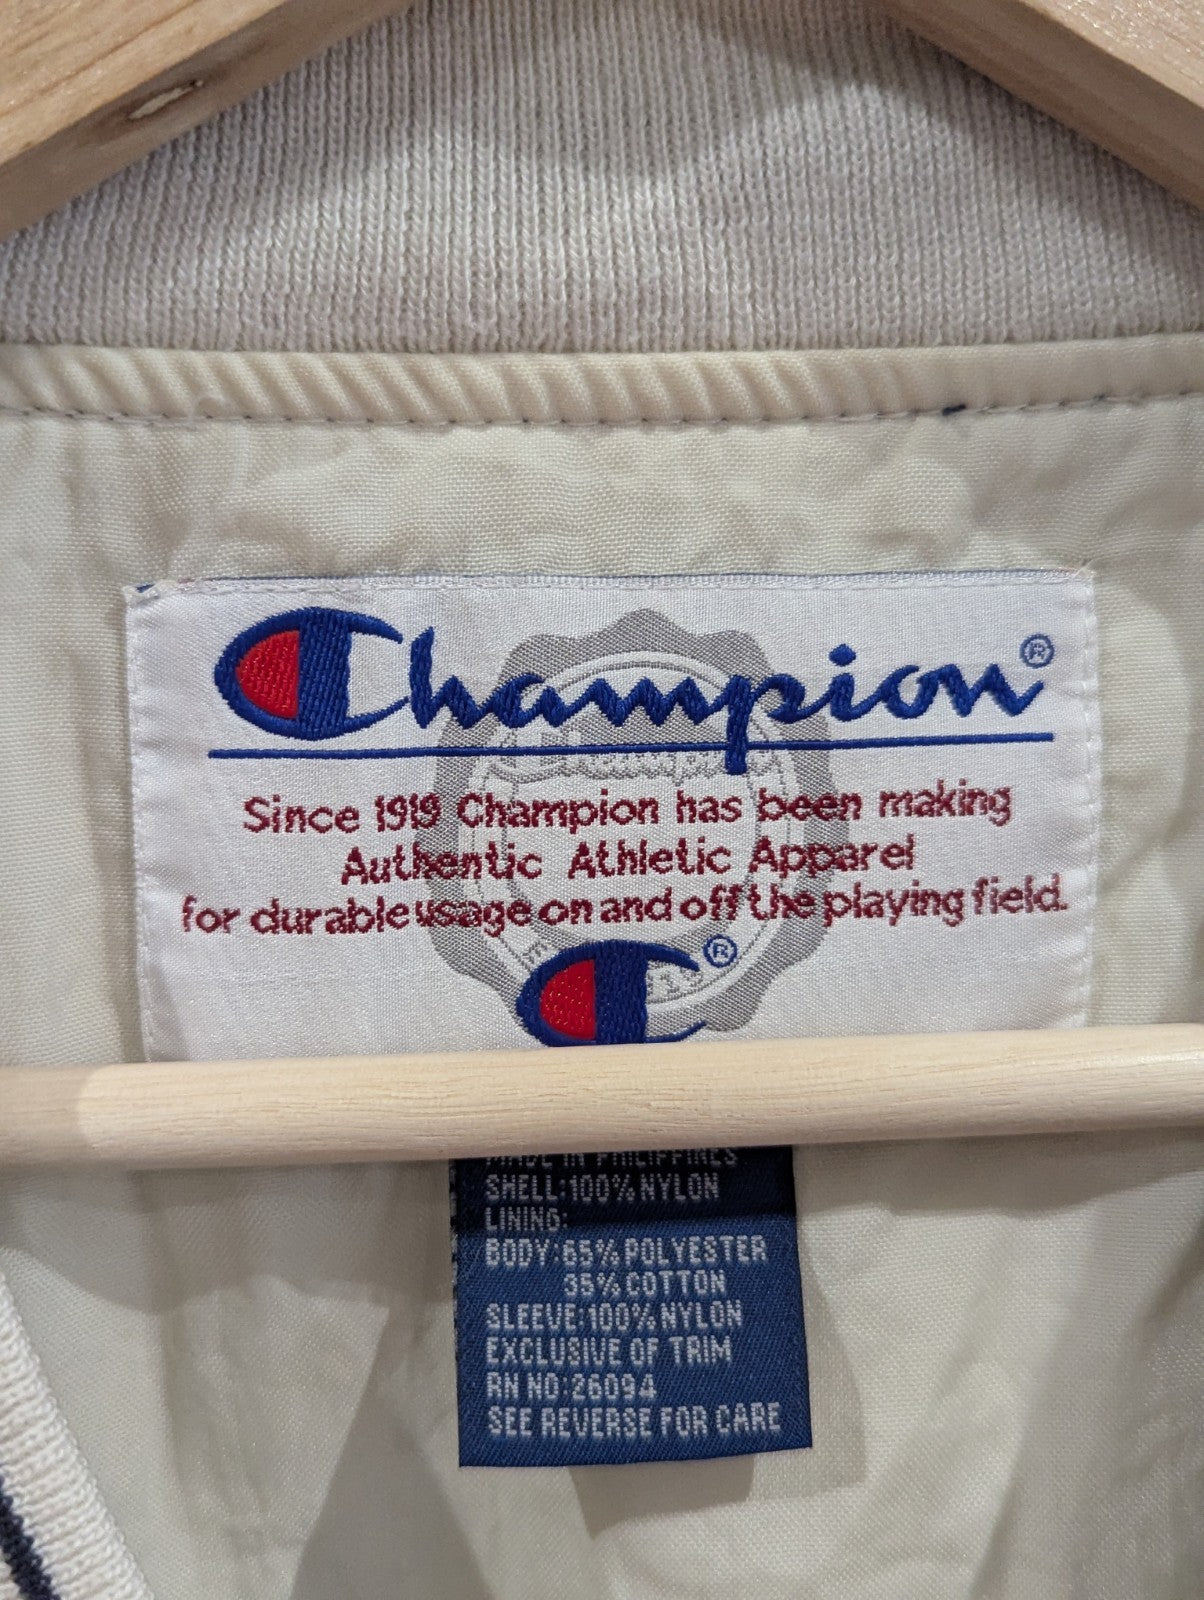 Champion®
Since 1919 Champion has been making
Authentic Athletic Apparel
for durable usage on and off the playing field.
®
MADE IN PHILIPPINES
SHELL:100% NYLON
LINING:
BODY:65% POLYESTER
35% COTTON
SLEEVE:100% NYLON
EXCLUSIVE OF TRIM
RN NO:26094
SEE REVERSE FOR CARE